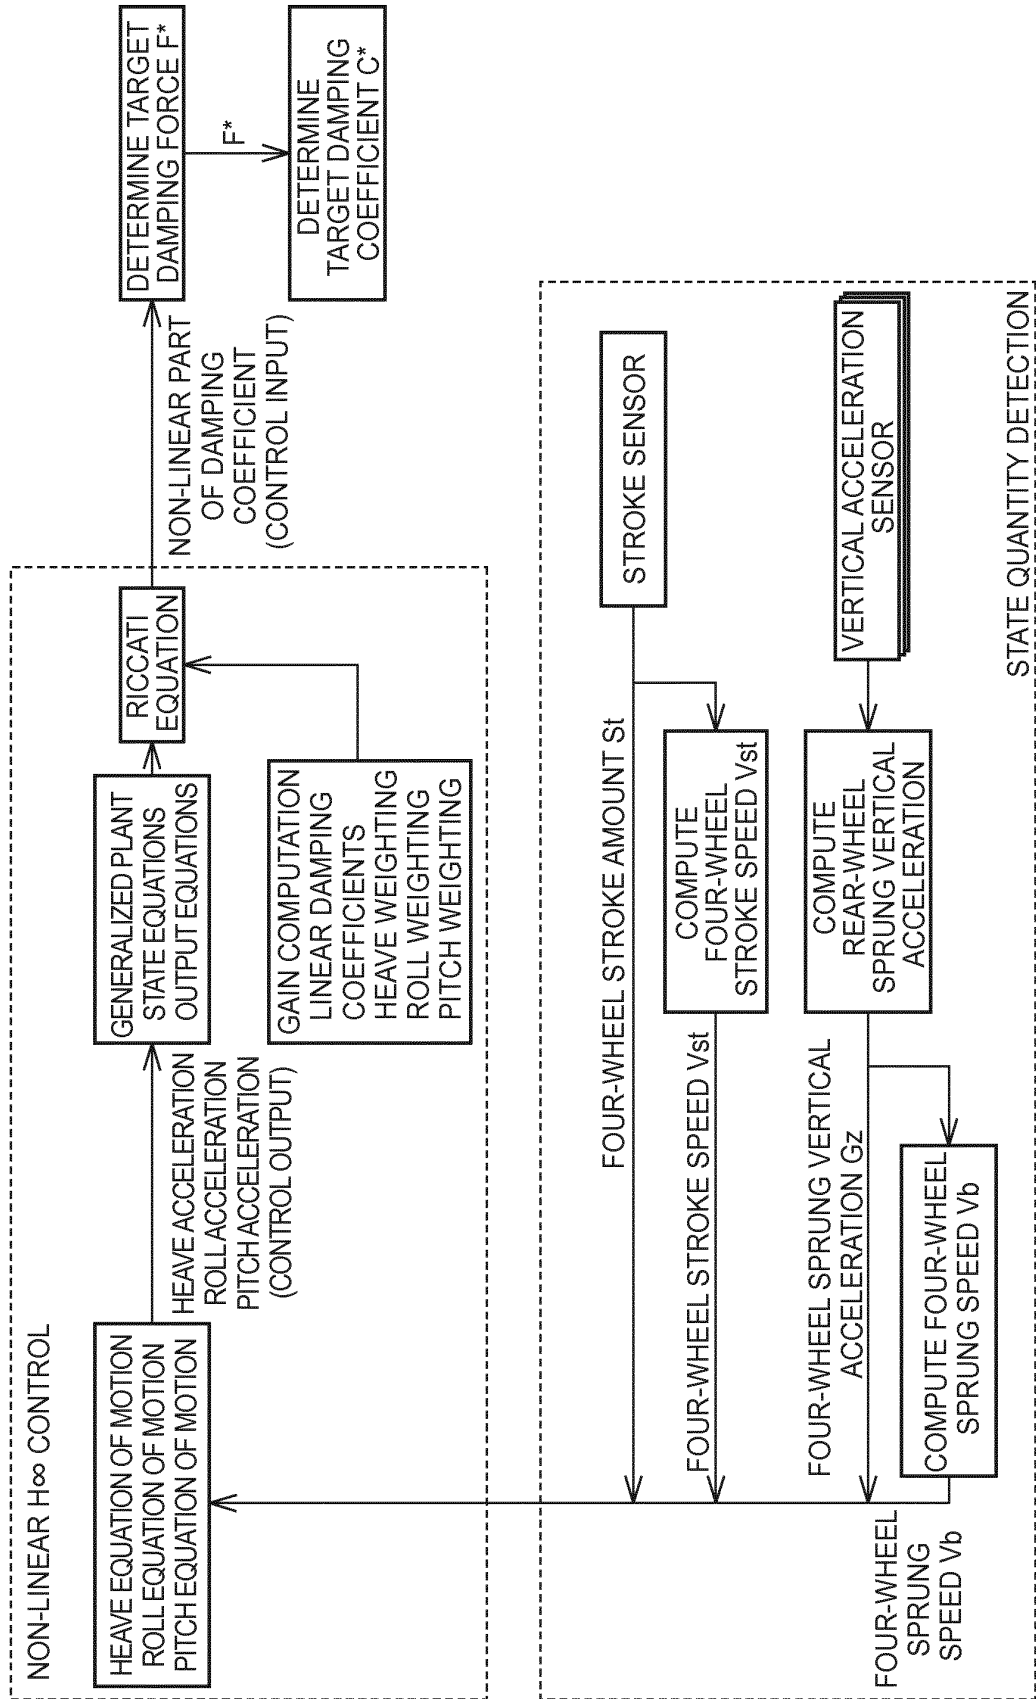 NON-LINEAR H∞ CONTROL
HEAVE EQUATION OF MOTION
ROLL EQUATION OF MOTION
PITCH EQUATION OF MOTION
HEAVE ACCELERATION
ROLL ACCELERATION
PITCH ACCELERATION
(CONTROL OUTPUT)
GENERALIZED PLANT
STATE EQUATIONS
OUTPUT EQUATIONS
GAIN COMPUTATION
LINEAR DAMPING
COEFFICIENTS
HEAVE WEIGHTING
ROLL WEIGHTING
PITCH WEIGHTING
RICCATI
EQUATION
NON-LINEAR PART
OF DAMPING
COEFFICIENT
(CONTROL INPUT)
DETERMINE TARGET
DAMPING FORCE F*
F*
DETERMINE
TARGET DAMPING
COEFFICIENT C*
FOUR-WHEEL STROKE AMOUNT St
STROKE SENSOR
FOUR-WHEEL STROKE SPEED Vst
COMPUTE
FOUR-WHEEL
STROKE SPEED Vst
FOUR-WHEEL SPRUNG VERTICAL
ACCELERATION Gz
COMPUTE
REAR-WHEEL
SPRUNG VERTICAL
ACCELERATION
VERTICAL ACCELERATION
SENSOR
FOUR-WHEEL
SPRUNG
SPEED Vb
COMPUTE FOUR-WHEEL
SPRUNG SPEED Vb
STATE QUANTITY DETECTION